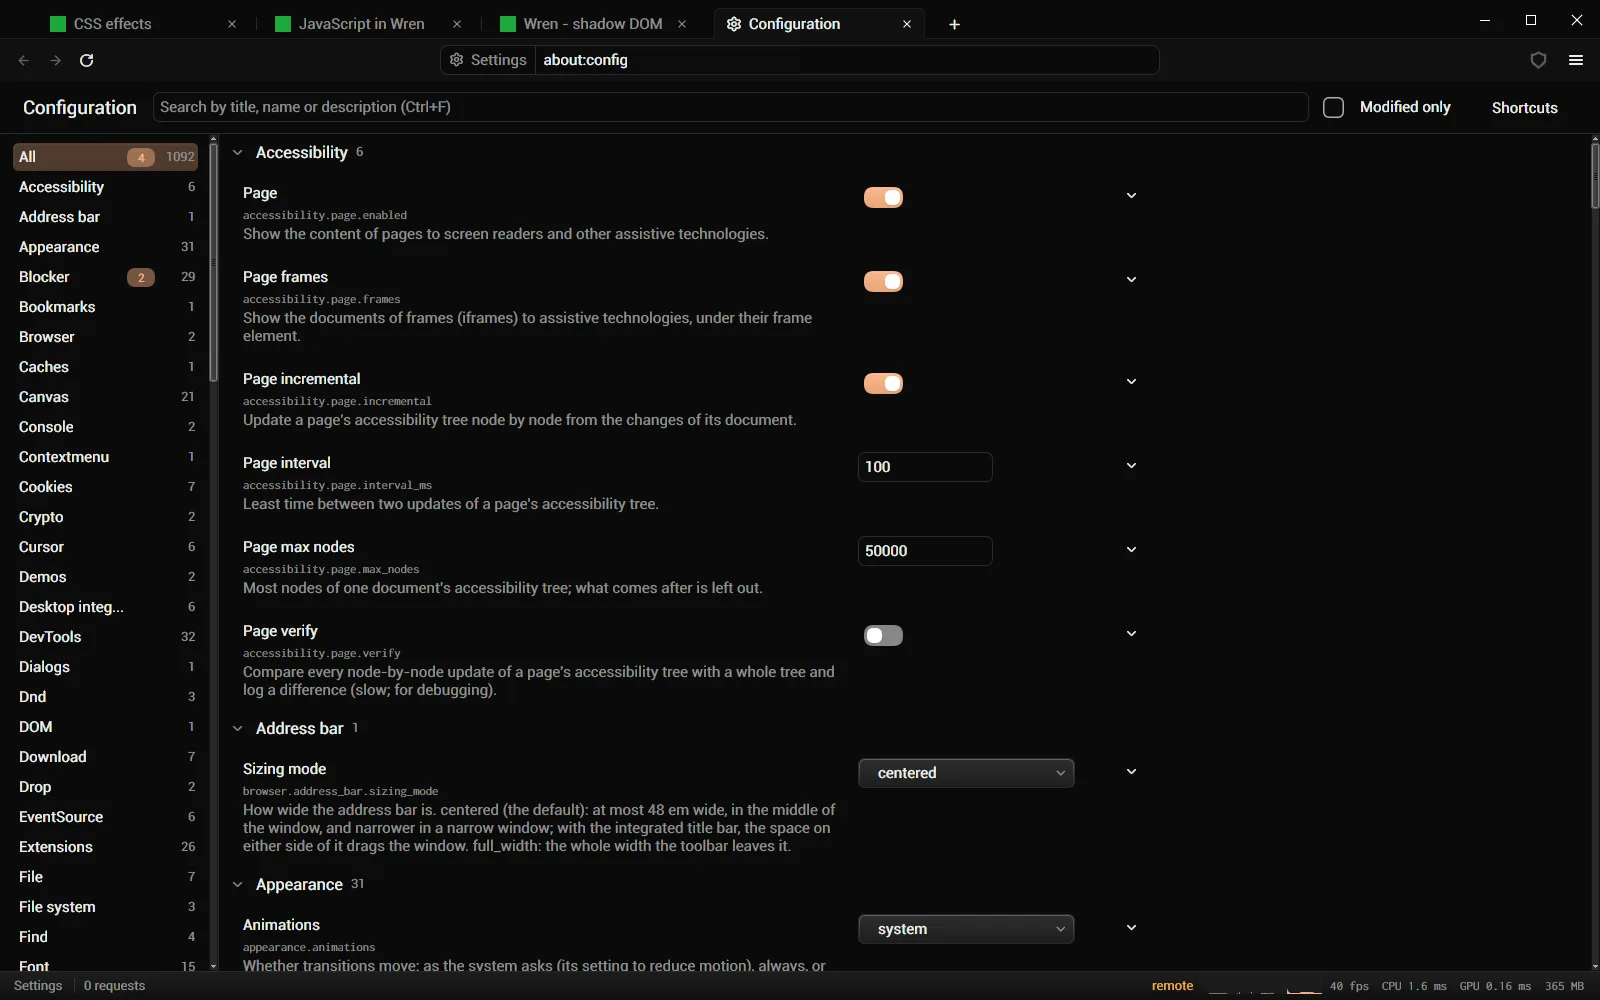 CSS effects
JavaScript in Wren
Wren - shadow DOM
Configuration
Settings
about:config
Configuration
Search by title, name or description (Ctrl+F)
Modified only
Shortcuts
All 4 1092
Accessibility 6
Address bar 1
Appearance 31
Blocker 2 29
Bookmarks 1
Browser 2
Caches 1
Canvas 21
Console 2
Contextmenu 1
Cookies 7
Crypto 2
Cursor 6
Demos 2
Desktop integ... 6
DevTools 32
Dialogs 1
Dnd 3
DOM 1
Download 7
Drop 2
EventSource 6
Extensions 26
File 7
File system 3
Find 4
Font 15
Accessibility 6
Page
accessibility.page.enabled
Show the content of pages to screen readers and other assistive technologies.
Page frames
accessibility.page.frames
Show the documents of frames (iframes) to assistive technologies, under their frame
element.
Page incremental
accessibility.page.incremental
Update a page's accessibility tree node by node from the changes of its document.
Page interval
100
accessibility.page.interval_ms
Least time between two updates of a page's accessibility tree.
Page max nodes
50000
accessibility.page.max_nodes
Most nodes of one document's accessibility tree; what comes after is left out.
Page verify
accessibility.page.verify
Compare every node-by-node update of a page's accessibility tree with a whole tree and
log a difference (slow; for debugging).
Address bar 1
Sizing mode
centered
browser.address_bar.sizing_mode
How wide the address bar is. centered (the default): at most 48 em wide, in the middle of
the window, and narrower in a narrow window; with the integrated title bar, the space on
either side of it drags the window. full_width: the whole width the toolbar leaves it.
Appearance 31
Animations
system
appearance.animations
Whether transitions move: as the system asks (its setting to reduce motion), always, or
Settings
0 requests
remote
40 fps CPU 1.6 ms GPU 0.16 ms 365 MB